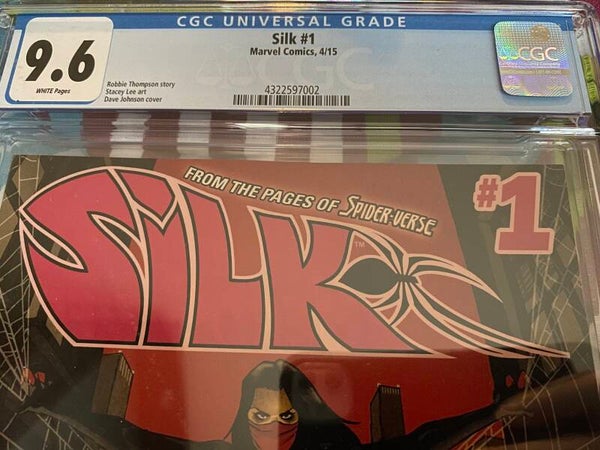 CGC UNIVERSAL GRADE
9.6
WHITE Pages
Silk #1
Marvel Comics, 4/15
Robbie Thompson story
Stacey Lee art
Dave Johnson cover
4322597002
CGC
FROM THE PAGES OF SPIDER-VERSE
SILK
TM
#1